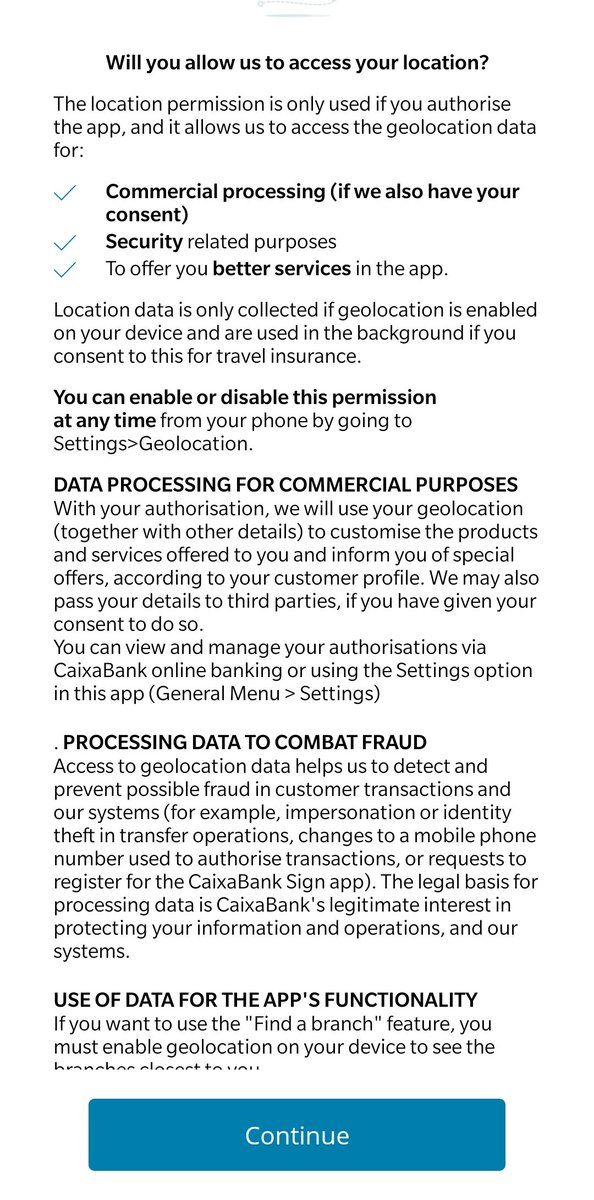 Will you allow us to access your location?
The location permission is only used if you authorise
the app, and it allows us to access the geolocation data
for:
Commercial processing (if we also have your
consent)
Security related purposes
To offer you better services in the app.
Location data is only collected if geolocation is enabled
on your device and are used in the background if you
consent to this for travel insurance.
You can enable or disable this permission
at any time from your phone by going to
Settings>Geolocation.
DATA PROCESSING FOR COMMERCIAL PURPOSES
With your authorisation, we will use your geolocation
(together with other details) to customise the products
and services offered to you and inform you of special
offers, according to your customer profile. We may also
pass your details to third parties, if you have given your
consent to do so.
You can view and manage your authorisations via
CaixaBank online banking or using the Settings option
in this app (General Menu > Settings)
. PROCESSING DATA TO COMBAT FRAUD
Access to geolocation data helps us to detect and
prevent possible fraud in customer transactions and
our systems (for example, impersonation or identity
theft in transfer operations, changes to a mobile phone
number used to authorise transactions, or requests to
register for the CaixaBank Sign app). The legal basis for
processing data is CaixaBank's legitimate interest in
protecting your information and operations, and our
systems.
USE OF DATA FOR THE APP'S FUNCTIONALITY
If you want to use the "Find a branch" feature, you
must enable geolocation on your device to see the
branches closest to you
Continue